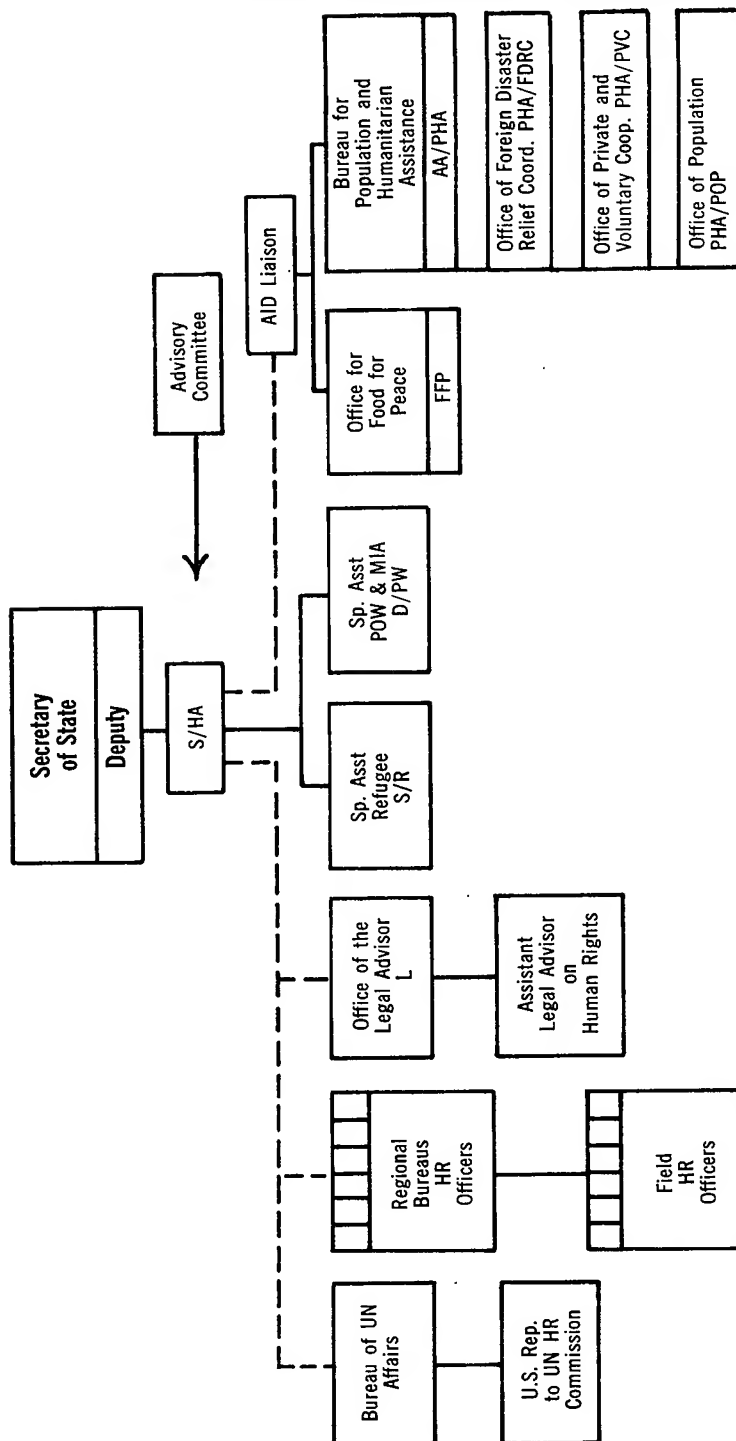 Secretary
of State
Deputy
S/HA
Advisory
Committee
AID Liaison
Bureau of UN
Affairs
U.S. Rep.
to UN HR
Commission
Regional
Bureaus
HR
Officers
Field
HR
Officers
Office of the
Legal Advisor
L
Assistant
Legal Advisor
on
Human Rights
Sp. Asst
Refugee
S/R
Sp. Asst
POW & MIA
D/PW
Office for
Food for
Peace
FFP
Bureau for
Population and
Humanitarian
Assistance
AA/PHA
Office of Foreign Disaster
Relief Coord. PHA/FDRC
Office of Private and
Voluntary Coop. PHA/PVC
Office of Population
PHA/POP